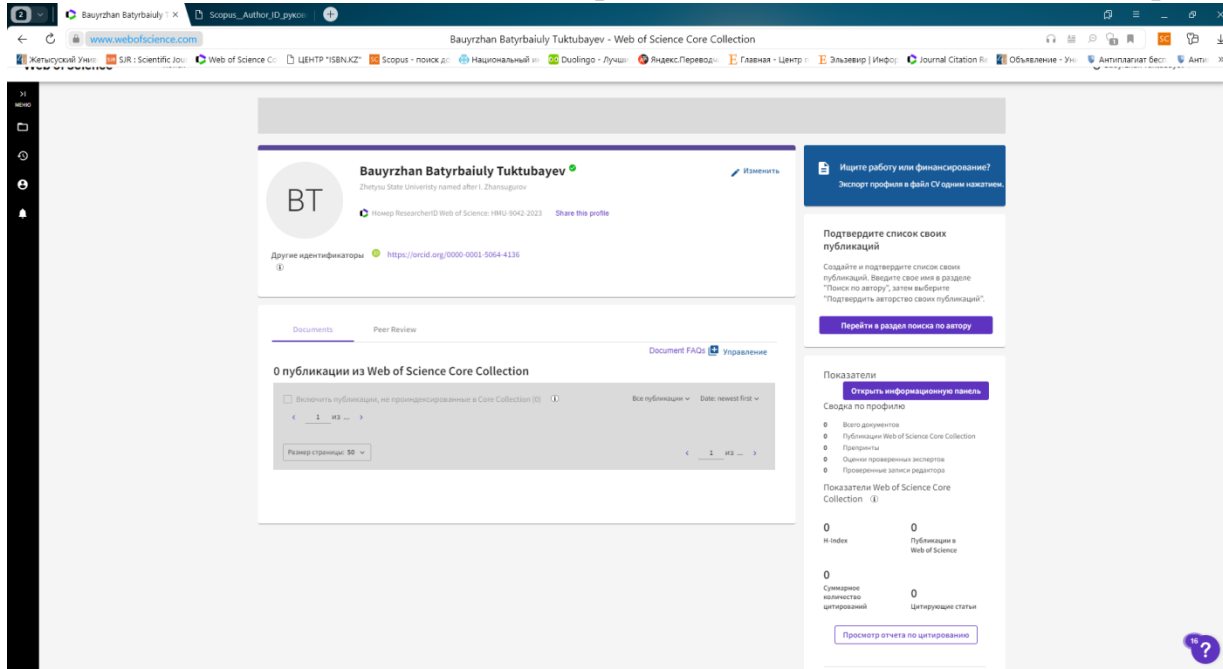 2
Bauyrzhan Batyrbaiuly T
Scopus__Author_ID_руков
www.webofscience.com
Bauyrzhan Batyrbaiuly Tuktubayev - Web of Science Core Collection
SC
Жетысуский Униве
SJR : Scientific Jou
Web of Science Co
ЦЕНТР "ISBN.KZ"
Scopus - поиск до
Национальный и
Duolingo - Лучши
Яндекс.Переводч
Главная - Центр п
Эльзевир | Инфор
Journal Citation Re
Объявление - Уни
Антиплагиат бесп
Анти
МЕНЮ
BT
Bauyrzhan Batyrbaiuly Tuktubayev
Изменить
Zhetysu State Univeristy named after I. Zhansugurov
Номер ResearcherID Web of Science: HMU-9042-2023 Share this profile
Другие идентификаторы https://orcid.org/0000-0001-5064-4136
Documents Peer Review
Document FAQs Управление
0 публикации из Web of Science Core Collection
Включить публикации, не проиндексированные в Core Collection (0)
Все публикации Date: newest first
1 из ...
Размер страницы: 50
1 из ...
Ищите работу или финансирование?
Экспорт профиля в файл CV одним нажатием.
Подтвердите список своих
публикаций
Создайте и подтвердите список своих
публикаций. Введите свое имя в разделе
"Поиск по автору", затем выберите
"Подтвердить авторство своих публикаций".
Перейти в раздел поиска по автору
Показатели
Открыть информационную панель
Сводка по профилю
0 Всего документов
0 Публикации Web of Science Core Collection
0 Препринты
0 Оценки проверенных экспертов
0 Проверенные записи редактора
Показатели Web of Science Core
Collection
0 0
H-Index Публикации в
Web of Science
0
Суммарное
количество
цитирований
0
Цитирующие статьи
Просмотр отчета по цитированию
16
?